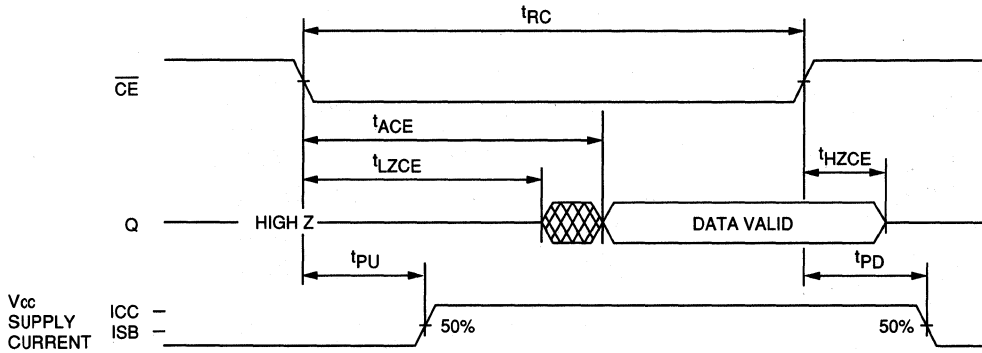 tRC
CE
tACE
tLZCE
tHZCE
Q
HIGH Z
DATA VALID
tPU
tPD
Vcc
SUPPLY
CURRENT
ICC
ISB
50%
50%